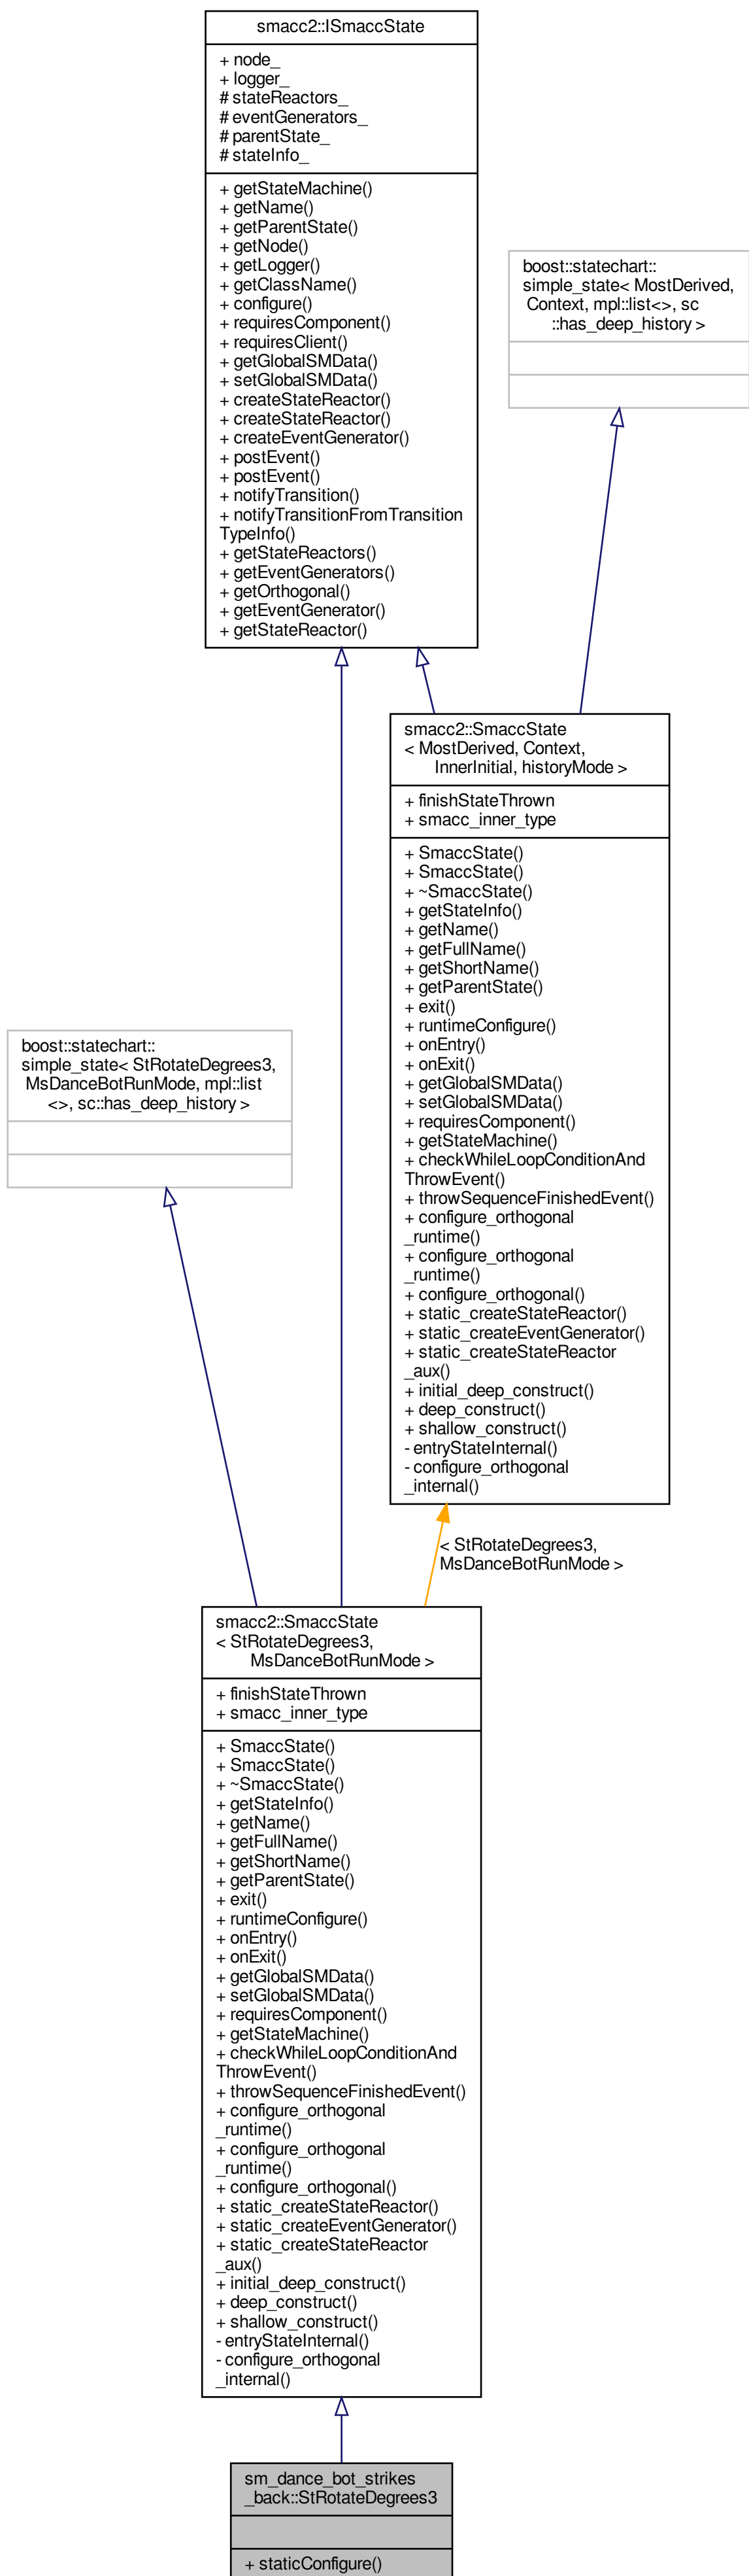 smacc2::ISmaccState
+ node_
+ logger_
# stateReactors_
# eventGenerators_
# parentState_
# stateInfo_
+ getStateMachine()
+ getName()
+ getParentState()
+ getNode()
+ getLogger()
+ getClassName()
+ configure()
+ requiresComponent()
+ requiresClient()
+ getGlobalSMData()
+ setGlobalSMData()
+ createStateReactor()
+ createStateReactor()
+ createEventGenerator()
+ postEvent()
+ postEvent()
+ notifyTransition()
+ notifyTransitionFromTransition
TypeInfo()
+ getStateReactors()
+ getEventGenerators()
+ getOrthogonal()
+ getEventGenerator()
+ getStateReactor()
boost::statechart::
simple_state< MostDerived,
Context, mpl::list<>, sc
::has_deep_history >
smacc2::SmaccState
< MostDerived, Context,
InnerInitial, historyMode >
+ finishStateThrown
+ smacc_inner_type
+ SmaccState()
+ SmaccState()
+ ~SmaccState()
+ getStateInfo()
+ getName()
+ getFullName()
+ getShortName()
+ getParentState()
+ exit()
+ runtimeConfigure()
+ onEntry()
+ onExit()
+ getGlobalSMData()
+ setGlobalSMData()
+ requiresComponent()
+ getStateMachine()
+ checkWhileLoopConditionAnd
ThrowEvent()
+ throwSequenceFinishedEvent()
+ configure_orthogonal
_runtime()
+ configure_orthogonal
_runtime()
+ configure_orthogonal()
+ static_createStateReactor()
+ static_createEventGenerator()
+ static_createStateReactor
_aux()
+ initial_deep_construct()
+ deep_construct()
+ shallow_construct()
- entryStateInternal()
- configure_orthogonal
_internal()
boost::statechart::
simple_state< StRotateDegrees3,
MsDanceBotRunMode, mpl::list
<>, sc::has_deep_history >
< StRotateDegrees3,
MsDanceBotRunMode >
smacc2::SmaccState
< StRotateDegrees3,
MsDanceBotRunMode >
+ finishStateThrown
+ smacc_inner_type
+ SmaccState()
+ SmaccState()
+ ~SmaccState()
+ getStateInfo()
+ getName()
+ getFullName()
+ getShortName()
+ getParentState()
+ exit()
+ runtimeConfigure()
+ onEntry()
+ onExit()
+ getGlobalSMData()
+ setGlobalSMData()
+ requiresComponent()
+ getStateMachine()
+ checkWhileLoopConditionAnd
ThrowEvent()
+ throwSequenceFinishedEvent()
+ configure_orthogonal
_runtime()
+ configure_orthogonal
_runtime()
+ configure_orthogonal()
+ static_createStateReactor()
+ static_createEventGenerator()
+ static_createStateReactor
_aux()
+ initial_deep_construct()
+ deep_construct()
+ shallow_construct()
- entryStateInternal()
- configure_orthogonal
_internal()
sm_dance_bot_strikes
_back::StRotateDegrees3
+ staticConfigure()